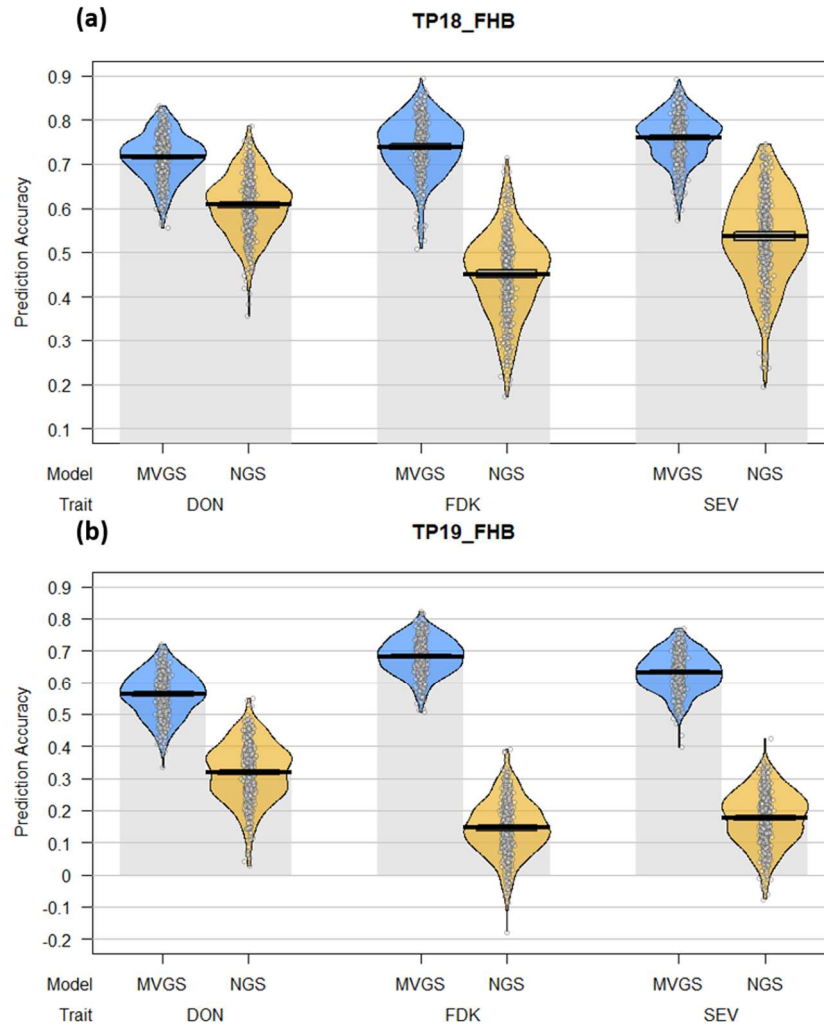 (a)
TP18_FHB
Prediction Accuracy
0.9
0.8
0.7
0.6
0.5
0.4
0.3
0.2
0.1
Model MVGS NGS MVGS NGS MVGS NGS
Trait DON FDK SEV
(b)
TP19_FHB
Prediction Accuracy
0.9
0.8
0.7
0.6
0.5
0.4
0.3
0.2
0.1
0
-0.1
-0.2
Model MVGS NGS MVGS NGS MVGS NGS
Trait DON FDK SEV